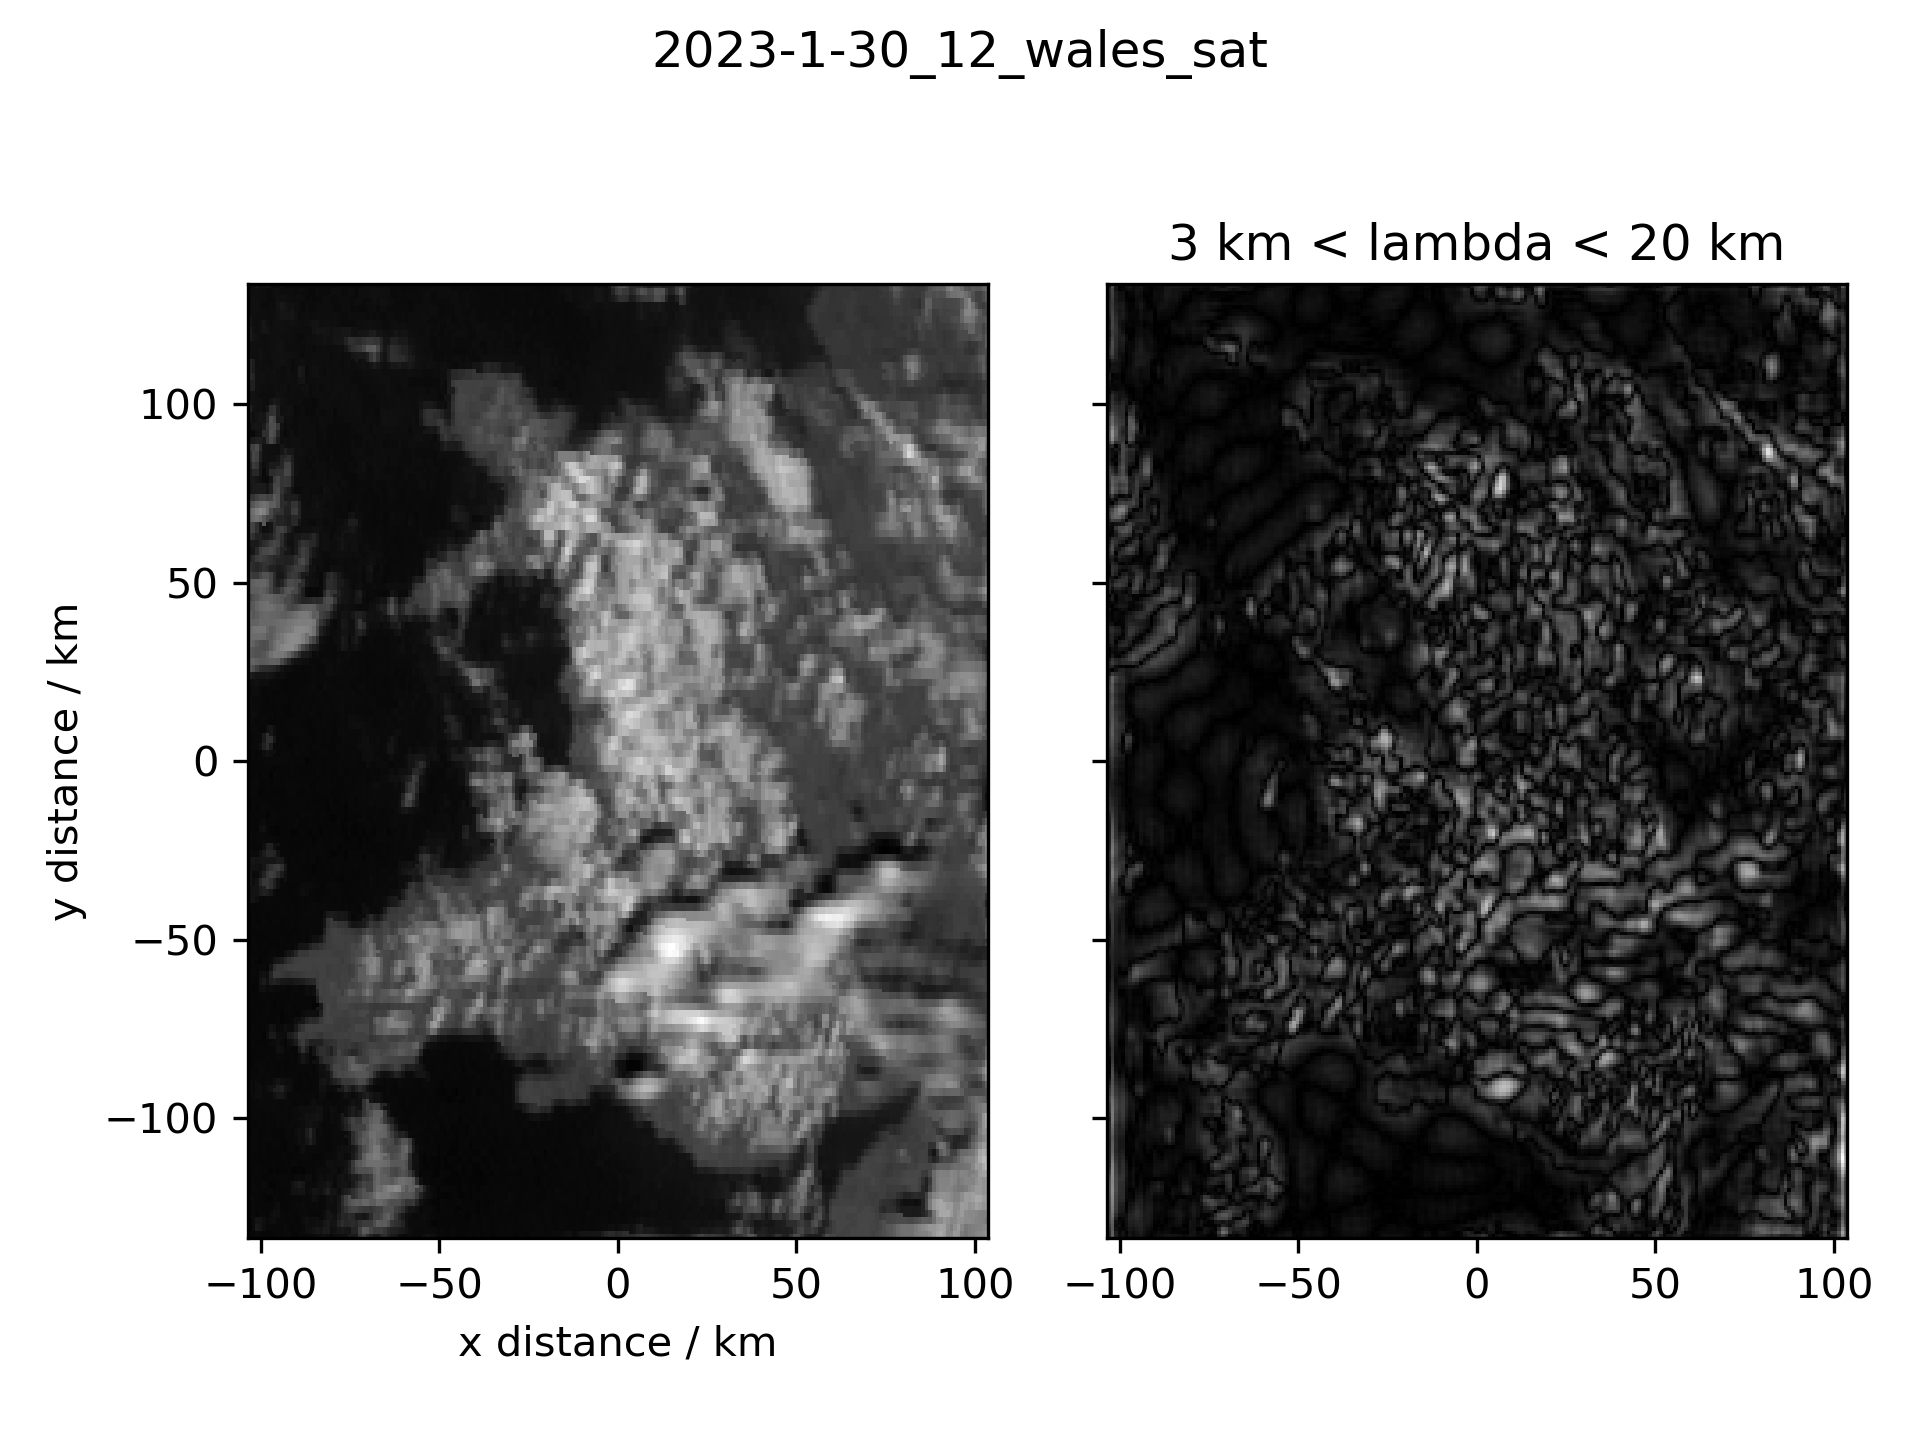 2023-1-30_12_wales_sat
3 km < lambda < 20 km
y distance / km
100
50
0
−50
−100
−100 −50 0 50 100
−100 −50 0 50 100
x distance / km